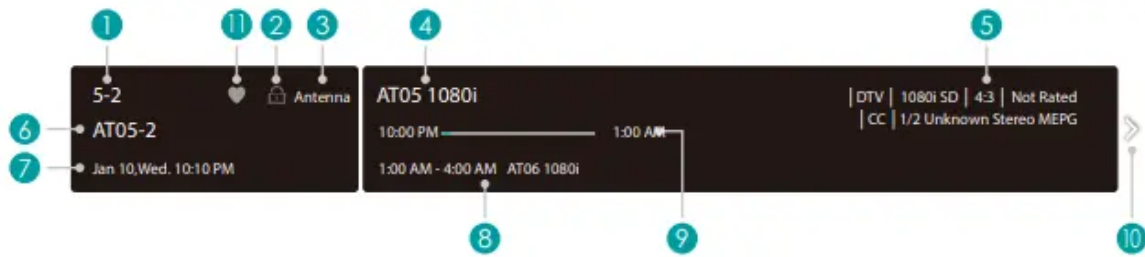 1 11 2 3 4 5
5-2 Antenna
AT05-2
Jan 10,Wed. 10:10 PM
AT05 1080i
10:00 PM 1:00 AM
1:00 AM - 4:00 AM AT06 1080i
|DTV| 1080i SD | 4:3 | Not Rated
| CC | 1/2 Unknown Stereo MEPG
6
7
8 9 10